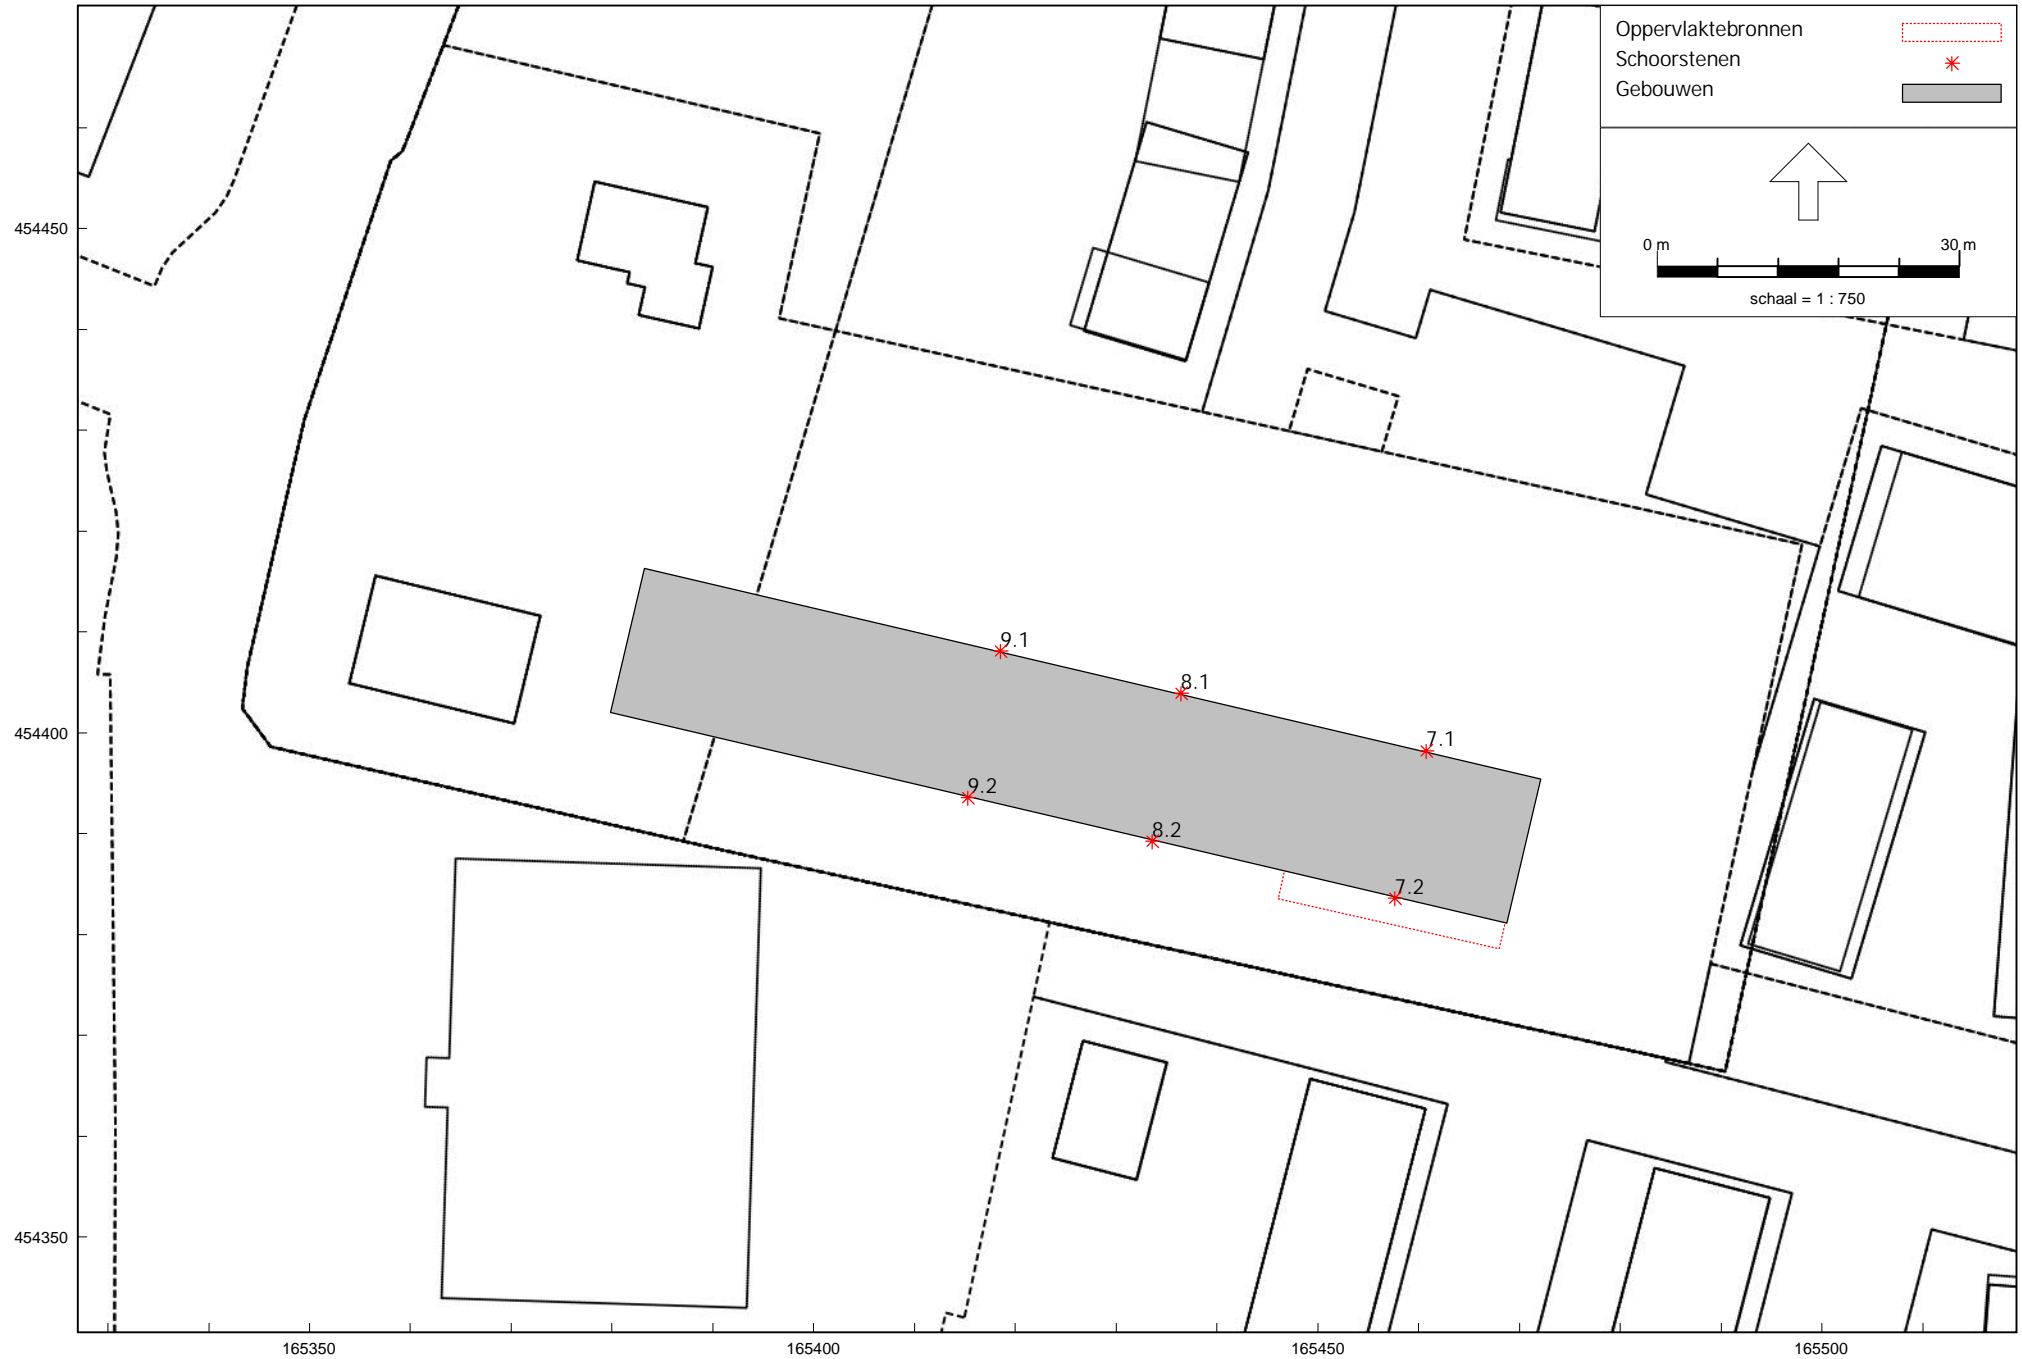 Oppervlaktebronnen
Schoorstenen
Gebouwen
0 m 30 m
schaal = 1 : 750
454450
9.1
8.1
7.1
454400
9.2
8.2
7.2
454350
165350 165400 165450 165500